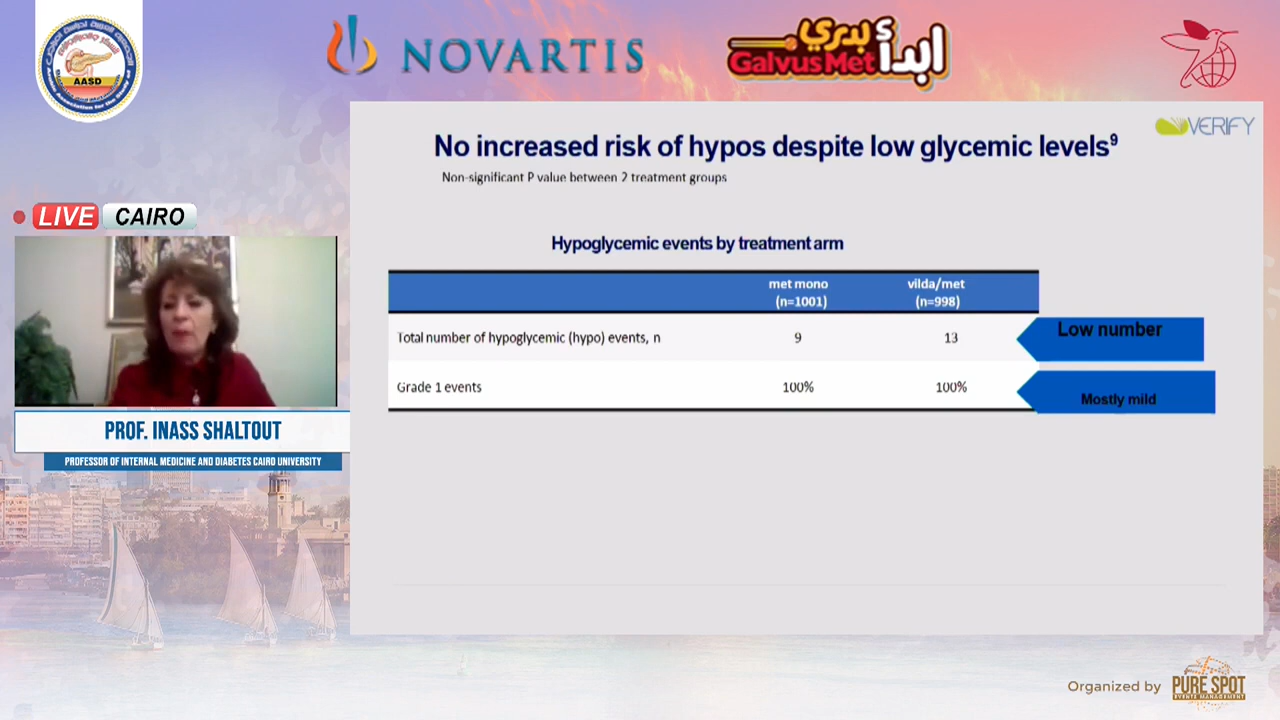 AASD
NOVARTIS
ابدأ بدري
GalvusMet
VERIFY
No increased risk of hypos despite low glycemic levels9
Non-significant P value between 2 treatment groups
LIVE CAIRO
Hypoglycemic events by treatment arm
met mono vilda/met
(n=1001) (n=998)
Total number of hypoglycemic (hypo) events, n 9 13
Low number
Grade 1 events 100% 100%
Mostly mild
PROF. INASS SHALTOUT
PROFESSOR OF INTERNAL MEDICINE AND DIABETES CAIRO UNIVERSITY
Organized by PURE SPOT
EVENTS MANAGEMENT